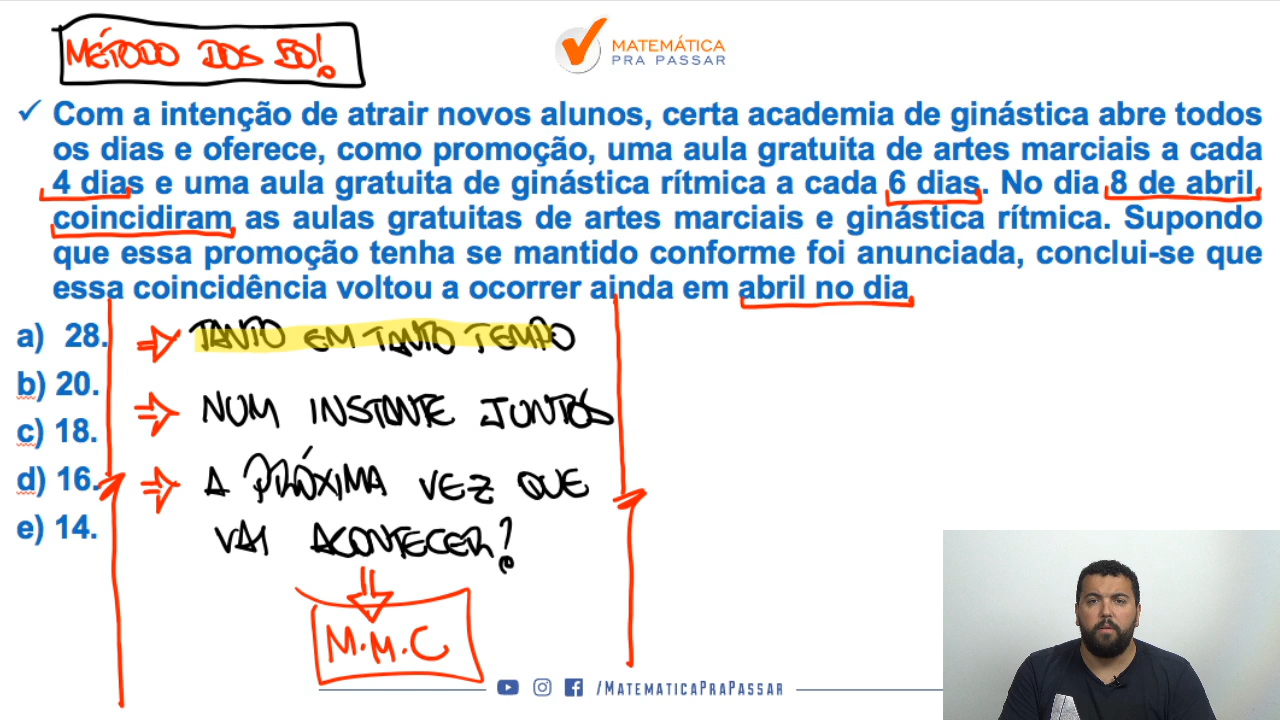 MÉTODO DOS 50!
MATEMÁTICA
PRA PASSAR
✓ Com a intenção de atrair novos alunos, certa academia de ginástica abre todos
os dias e oferece, como promoção, uma aula gratuita de artes marciais a cada
4 dias e uma aula gratuita de ginástica rítmica a cada 6 dias. No dia 8 de abril,
coincidiram as aulas gratuitas de artes marciais e ginástica rítmica. Supondo
que essa promoção tenha se mantido conforme foi anunciada, conclui-se que
essa coincidência voltou a ocorrer ainda em abril no dia
a) 28.
b) 20.
c) 18.
d) 16.
e) 14.
⇒ TANTO EM TANTO TEMPO
⇒ NUM INSTANTE JUNTOS
⇒ A PRÓXIMA VEZ QUE
VAI ACONTECER?
M.M.C
/MATEMATICAPRAPASSAR